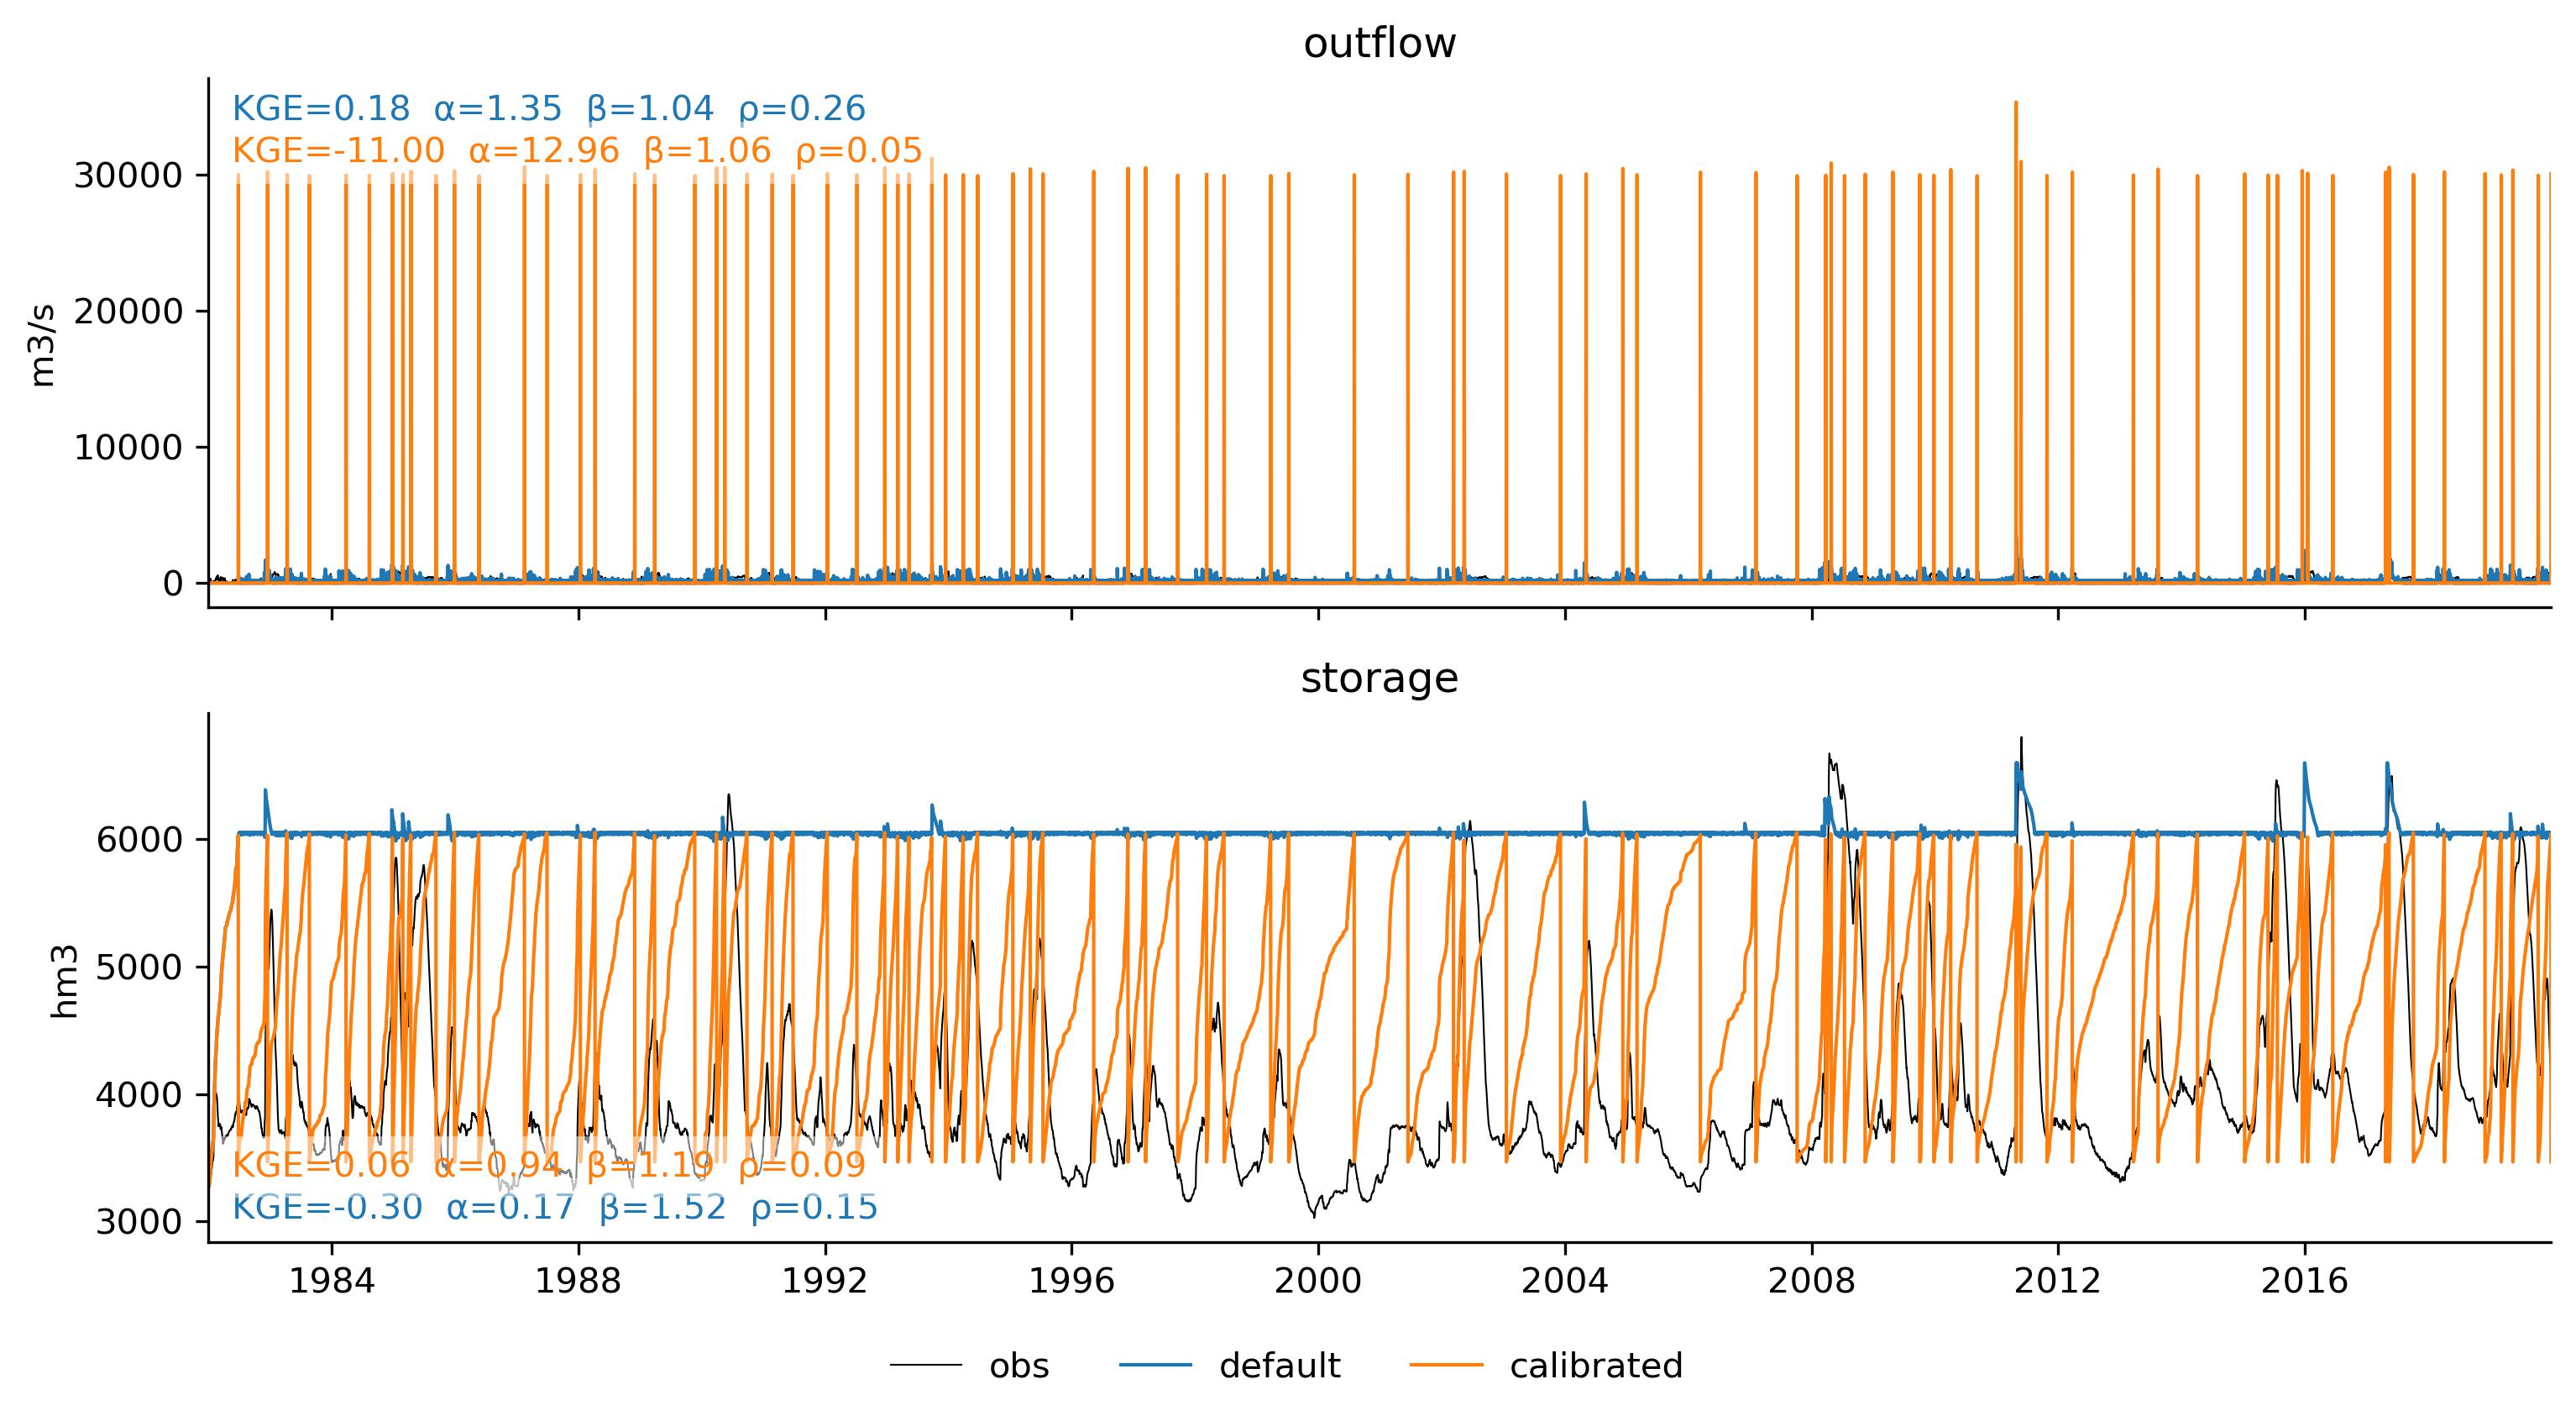 outflow
KGE=0.18 α=1.35 β=1.04 ρ=0.26
KGE=-11.00 α=12.96 β=1.06 ρ=0.05
30000
20000
10000
0
m3/s
storage
6000
5000
4000
3000
hm3
KGE=0.06 α=0.94 β=1.19 ρ=0.09
KGE=-0.30 α=0.17 β=1.52 ρ=0.15
1984 1988 1992 1996 2000 2004 2008 2012 2016
obs default calibrated